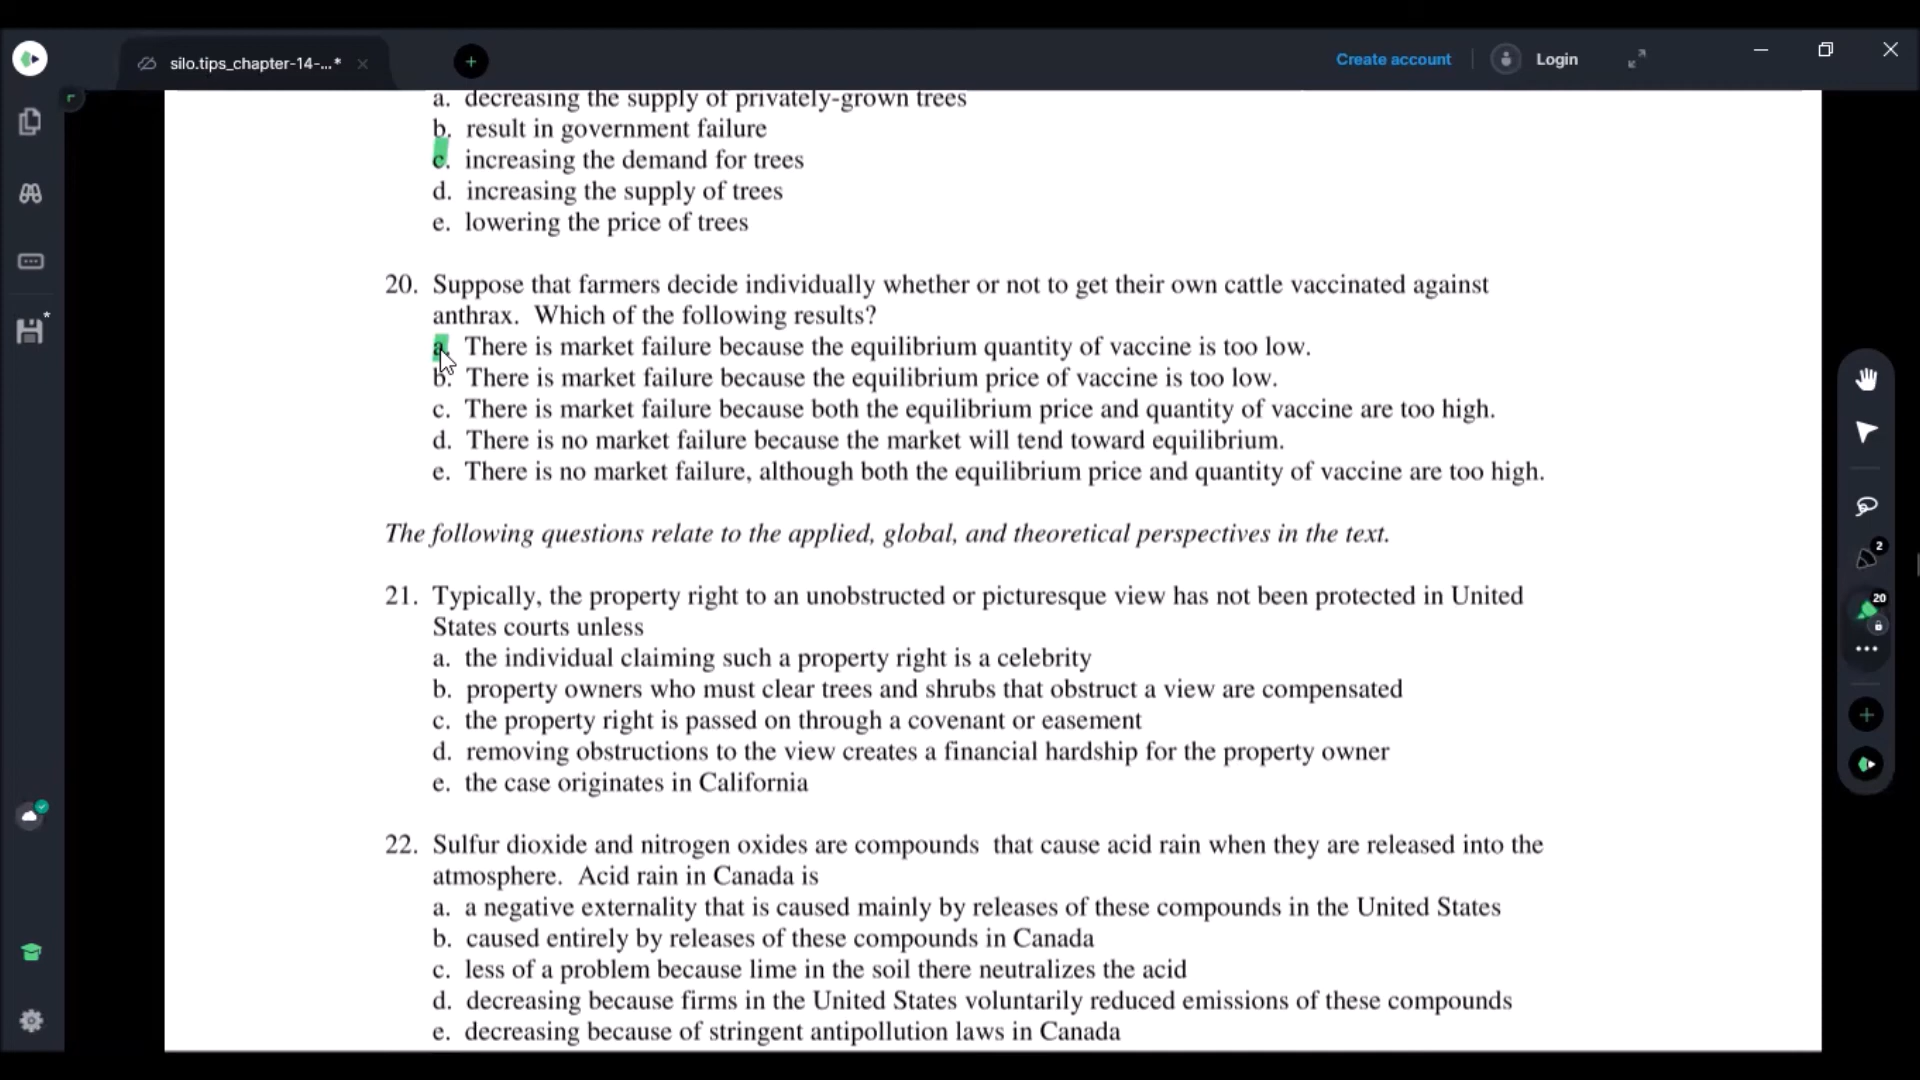 silo.tips_chapter-14-...*
Create account
Login
a. decreasing the supply of privately-grown trees
b. result in government failure
c. increasing the demand for trees
d. increasing the supply of trees
e. lowering the price of trees
20. Suppose that farmers decide individually whether or not to get their own cattle vaccinated against
anthrax. Which of the following results?
a. There is market failure because the equilibrium quantity of vaccine is too low.
b. There is market failure because the equilibrium price of vaccine is too low.
c. There is market failure because both the equilibrium price and quantity of vaccine are too high.
d. There is no market failure because the market will tend toward equilibrium.
e. There is no market failure, although both the equilibrium price and quantity of vaccine are too high.
The following questions relate to the applied, global, and theoretical perspectives in the text.
21. Typically, the property right to an unobstructed or picturesque view has not been protected in United
States courts unless
a. the individual claiming such a property right is a celebrity
b. property owners who must clear trees and shrubs that obstruct a view are compensated
c. the property right is passed on through a covenant or easement
d. removing obstructions to the view creates a financial hardship for the property owner
e. the case originates in California
22. Sulfur dioxide and nitrogen oxides are compounds that cause acid rain when they are released into the
atmosphere. Acid rain in Canada is
a. a negative externality that is caused mainly by releases of these compounds in the United States
b. caused entirely by releases of these compounds in Canada
c. less of a problem because lime in the soil there neutralizes the acid
d. decreasing because firms in the United States voluntarily reduced emissions of these compounds
e. decreasing because of stringent antipollution laws in Canada
2
20